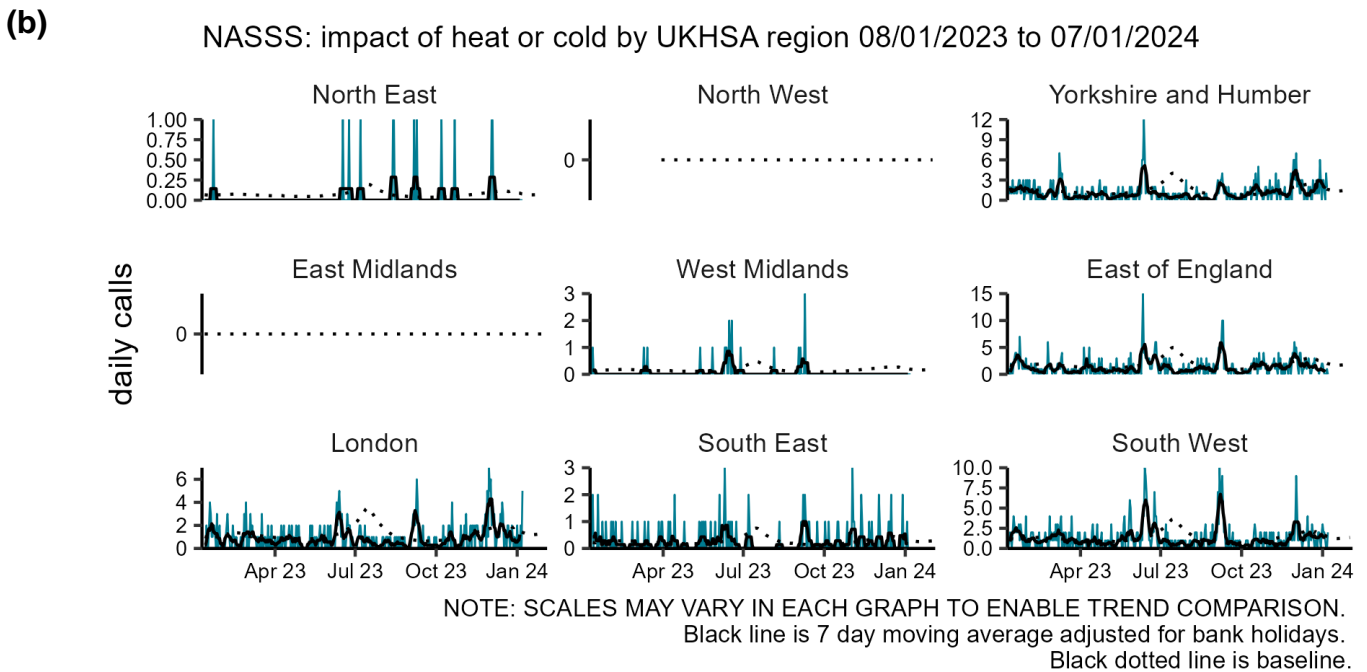 (b)
NASSS: impact of heat or cold by UKHSA region 08/01/2023 to 07/01/2024
North East
1.00
0.75
0.50
0.25
0.00
North West
0
Yorkshire and Humber
12
9
6
3
0
daily calls
East Midlands
0
West Midlands
3
2
1
0
East of England
15
10
5
0
London
6
4
2
0
Apr 23 Jul 23 Oct 23 Jan 24
South East
3
2
1
0
Apr 23 Jul 23 Oct 23 Jan 24
South West
10.0
7.5
5.0
2.5
0.0
Apr 23 Jul 23 Oct 23 Jan 24
NOTE: SCALES MAY VARY IN EACH GRAPH TO ENABLE TREND COMPARISON.
Black line is 7 day moving average adjusted for bank holidays.
Black dotted line is baseline.